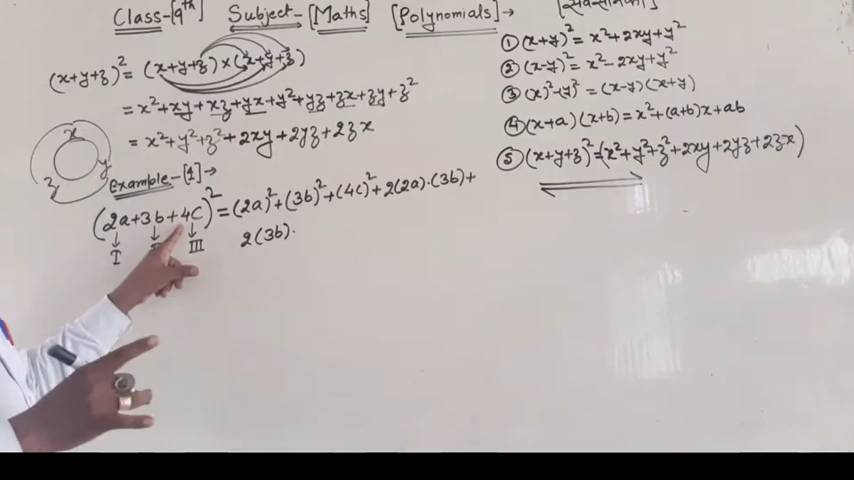 Class-[9th] Subject-[Maths] [Polynomials]→
(x+y+z)² = (x+y+z)×(x+y+z)
= x²+xy+xz+yx+y²+yz+zx+zy+z²
= x²+y²+z²+2xy+2yz+2zx
x
y
z
Example-[1]→
(2a+3b+4c)² = (2a)²+(3b)²+(4c)²+2(2a)·(3b)+
2(3b)·
I III
① (x+y)² = x²+2xy+y²
② (x-y)² = x²-2xy+y²
③ (x)²-(y)² = (x-y)(x+y)
④ (x+a)(x+b) = x²+(a+b)x+ab
⑤ (x+y+z)² = (x²+y²+z²+2xy+2yz+2zx)